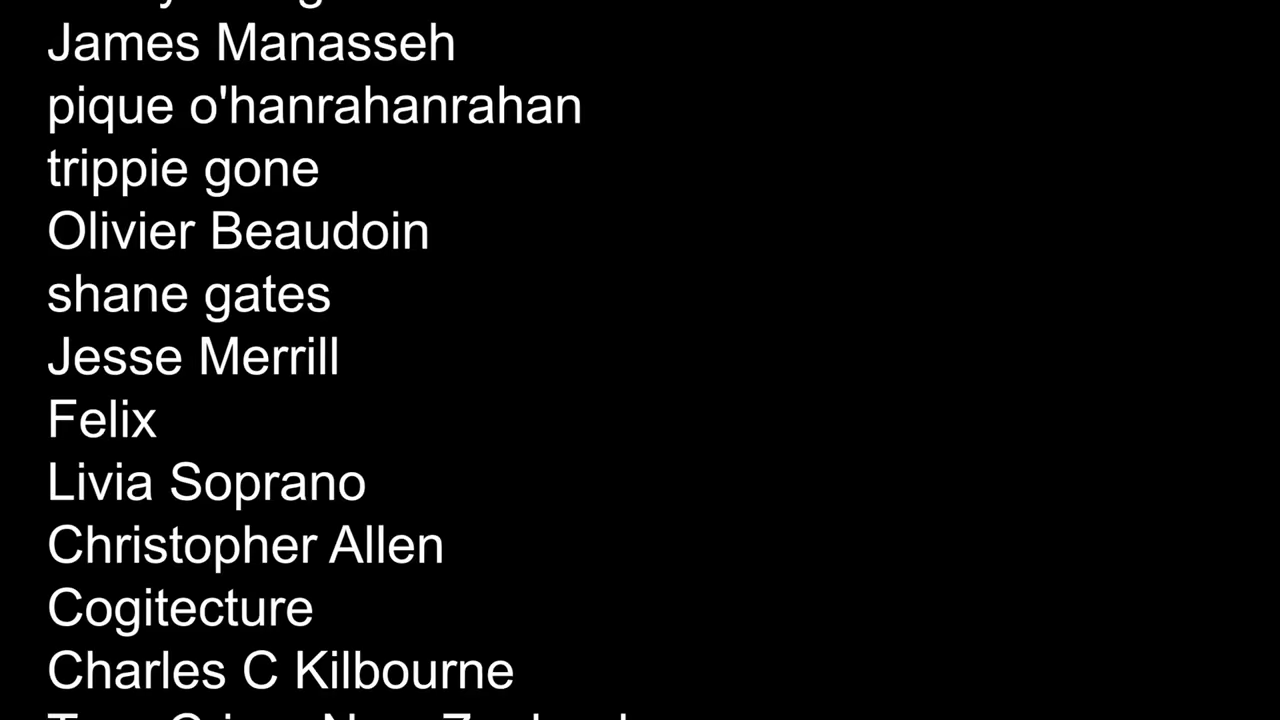 James Manasseh
pique o'hanrahanrahan
trippie gone
Olivier Beaudoin
shane gates
Jesse Merrill
Felix
Livia Soprano
Christopher Allen
Cogitecture
Charles C Kilbourne